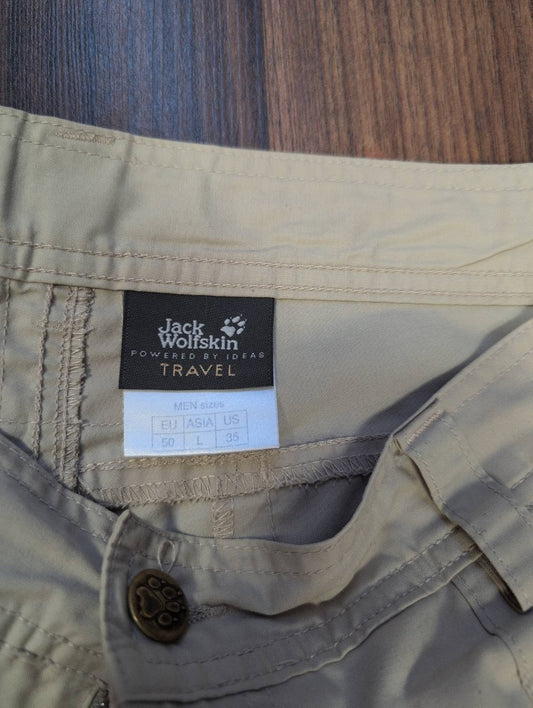 Jack
Wolfskin
POWERED BY IDEAS
TRAVEL
MEN sizes
EU ASIA US
50 L 35